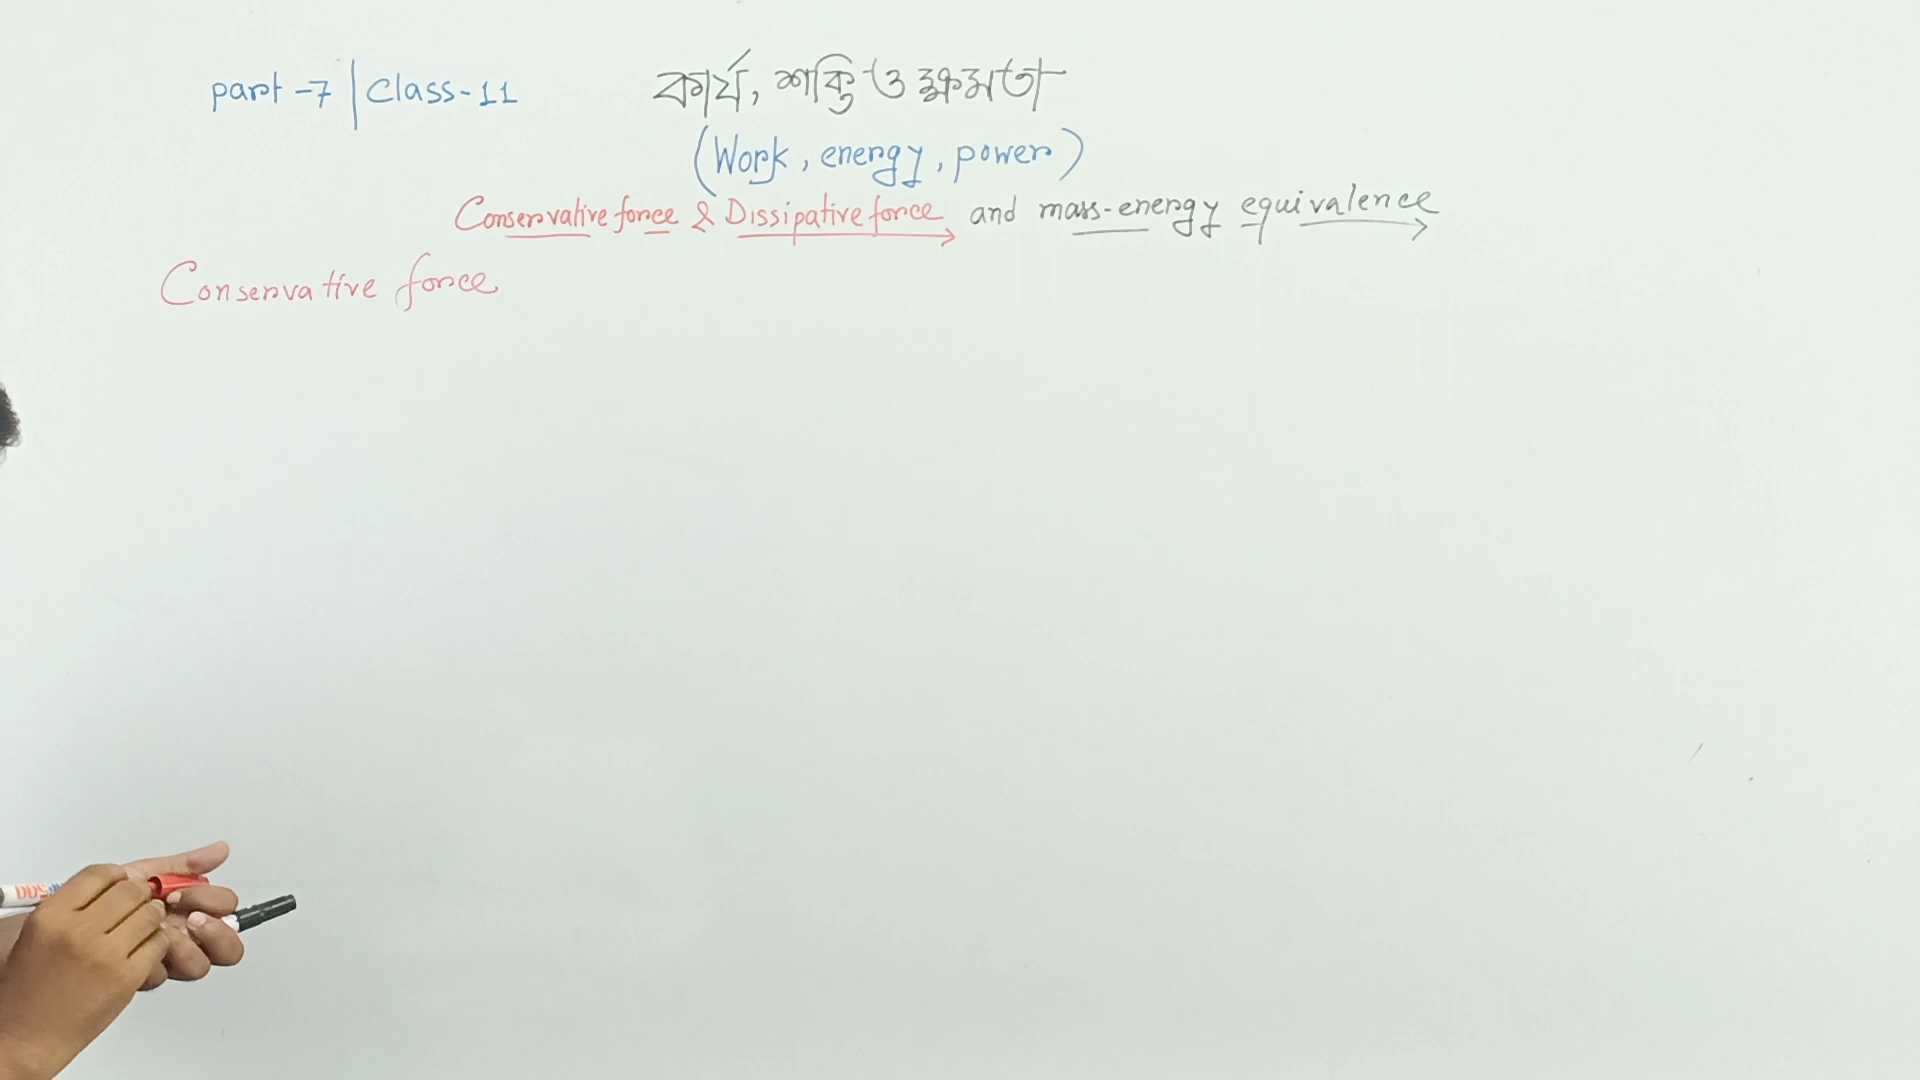 part-7 | Class-11
কার্য, শক্তি ও ক্ষমতা
(Work, energy, power)
Conservative force & Dissipative force and mass-energy equivalence
Conservative force